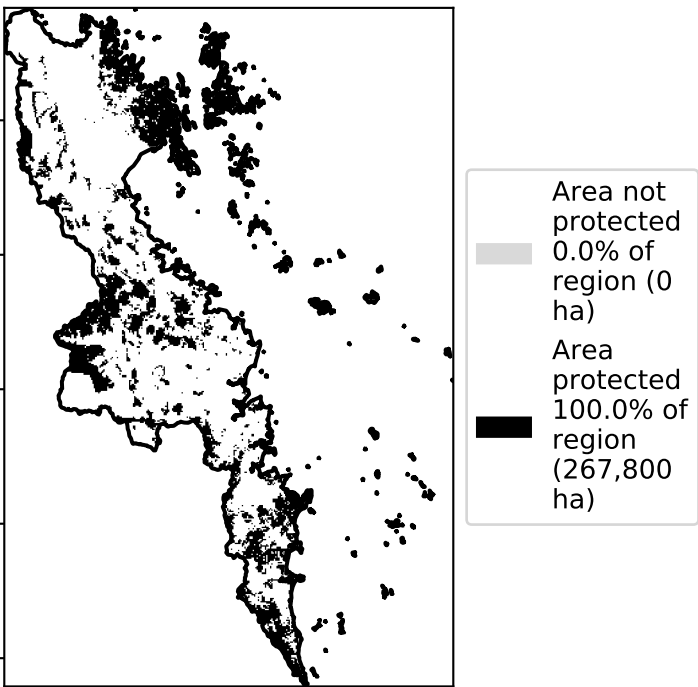 Area not
protected
0.0% of
region (0
ha)
Area
protected
100.0% of
region
(267,800
ha)